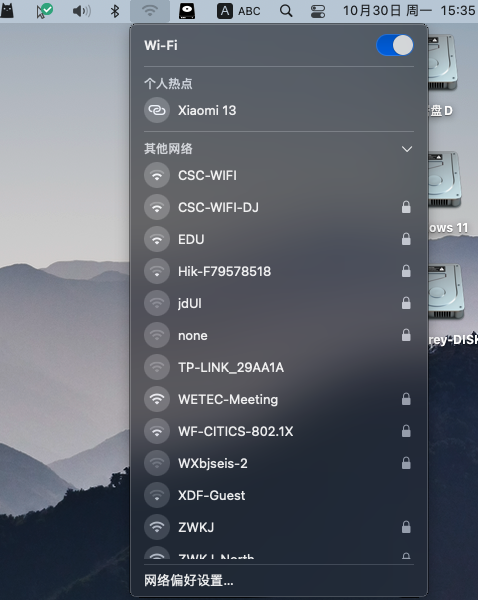 A ABC 10月30日 周一 15:35
Wi-Fi
个人热点
Xiaomi 13
其他网络
CSC-WIFI
CSC-WIFI-DJ
EDU
Hik-F79578518
jdUI
none
TP-LINK_29AA1A
WETEC-Meeting
WF-CITICS-802.1X
WXbjseis-2
XDF-Guest
ZWKJ
ZWKJ-North
网络偏好设置...
盘D
ows 11
rey-DISK